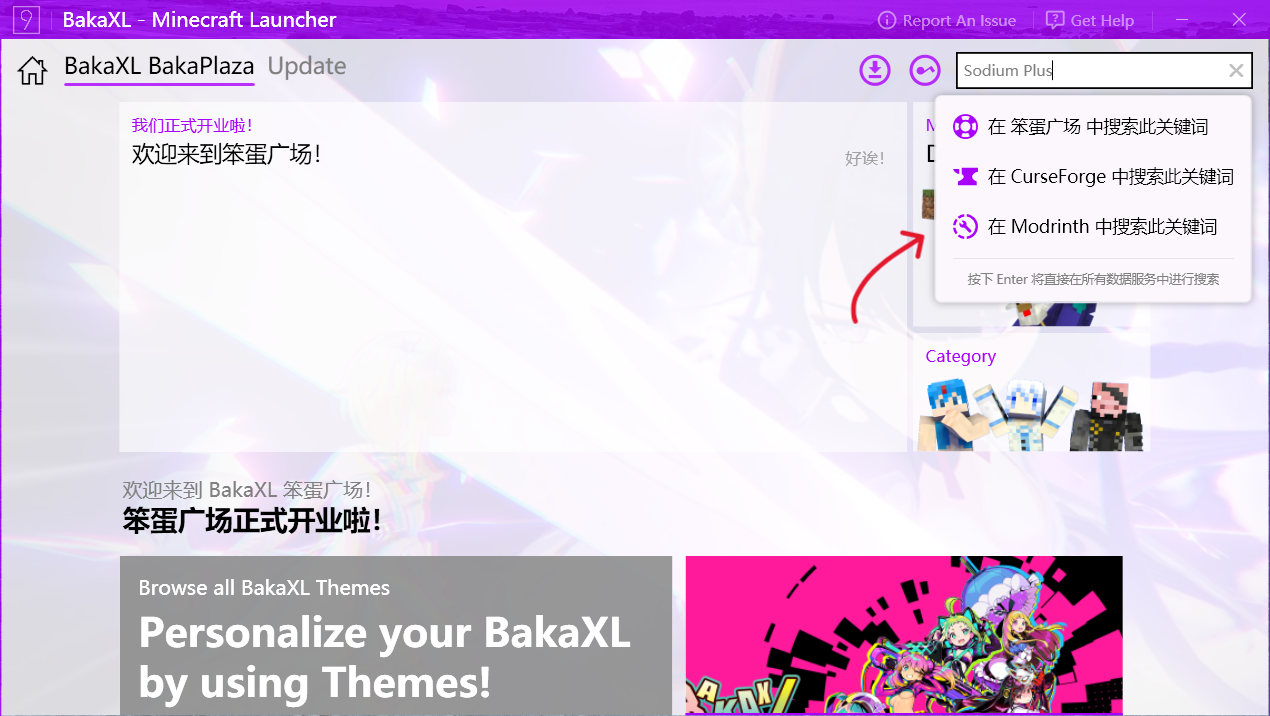 BakaXL - Minecraft Launcher
Report An Issue
Get Help
BakaXL BakaPlaza
Update
Sodium Plus
在 笨蛋广场 中搜索此关键词
在 CurseForge 中搜索此关键词
在 Modrinth 中搜索此关键词
按下 Enter 将直接在所有数据服务中进行搜索
我们正式开业啦!
欢迎来到笨蛋广场!
好诶!
Category
欢迎来到 BakaXL 笨蛋广场!
笨蛋广场正式开业啦!
Browse all BakaXL Themes
Personalize your BakaXL
by using Themes!
BAKAXL